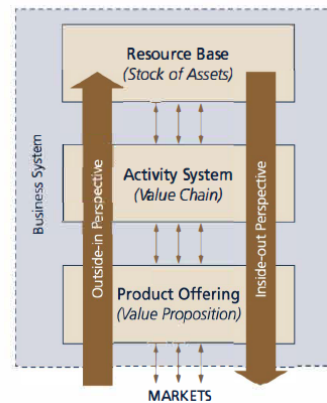 Resource Base
(Stock of Assets)
Business System
Outside-in Perspective
Activity System
(Value Chain)
Inside-out Perspective
Product Offering
(Value Proposition)
MARKETS